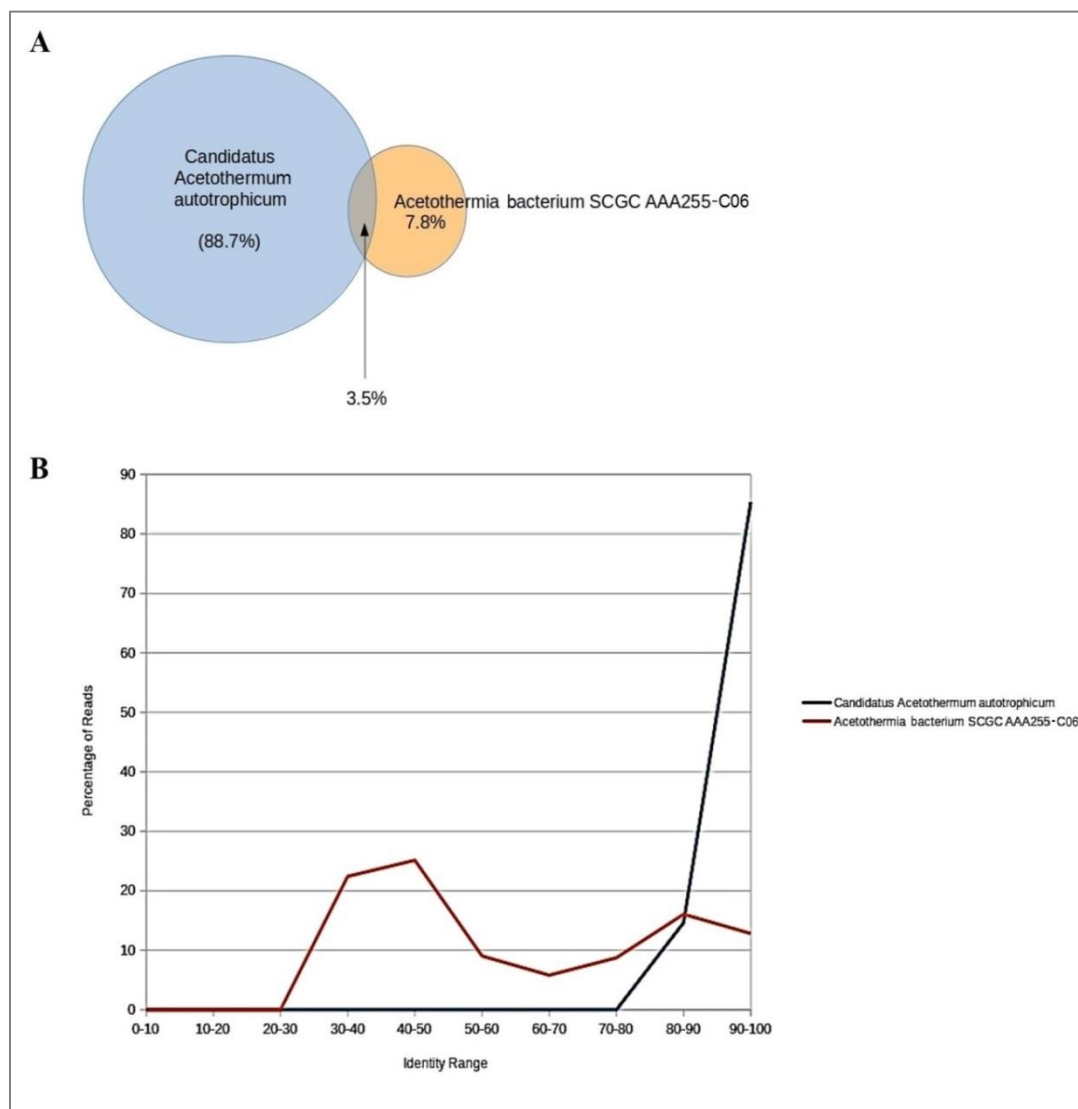 A
Candidatus
Acetothermum
autotrophicum
(88.7%)
Acetothermia bacterium SCGC AAA255-C06
7.8%
3.5%
B
90
80
70
60
50
40
30
20
10
0
0-10 10-20 20-30 30-40 40-50 50-60 60-70 70-80 80-90 90-100
Percentage of Reads
Identity Range
Candidatus Acetothermum autotrophicum
Acetothermia bacterium SCGC AAA255-C06